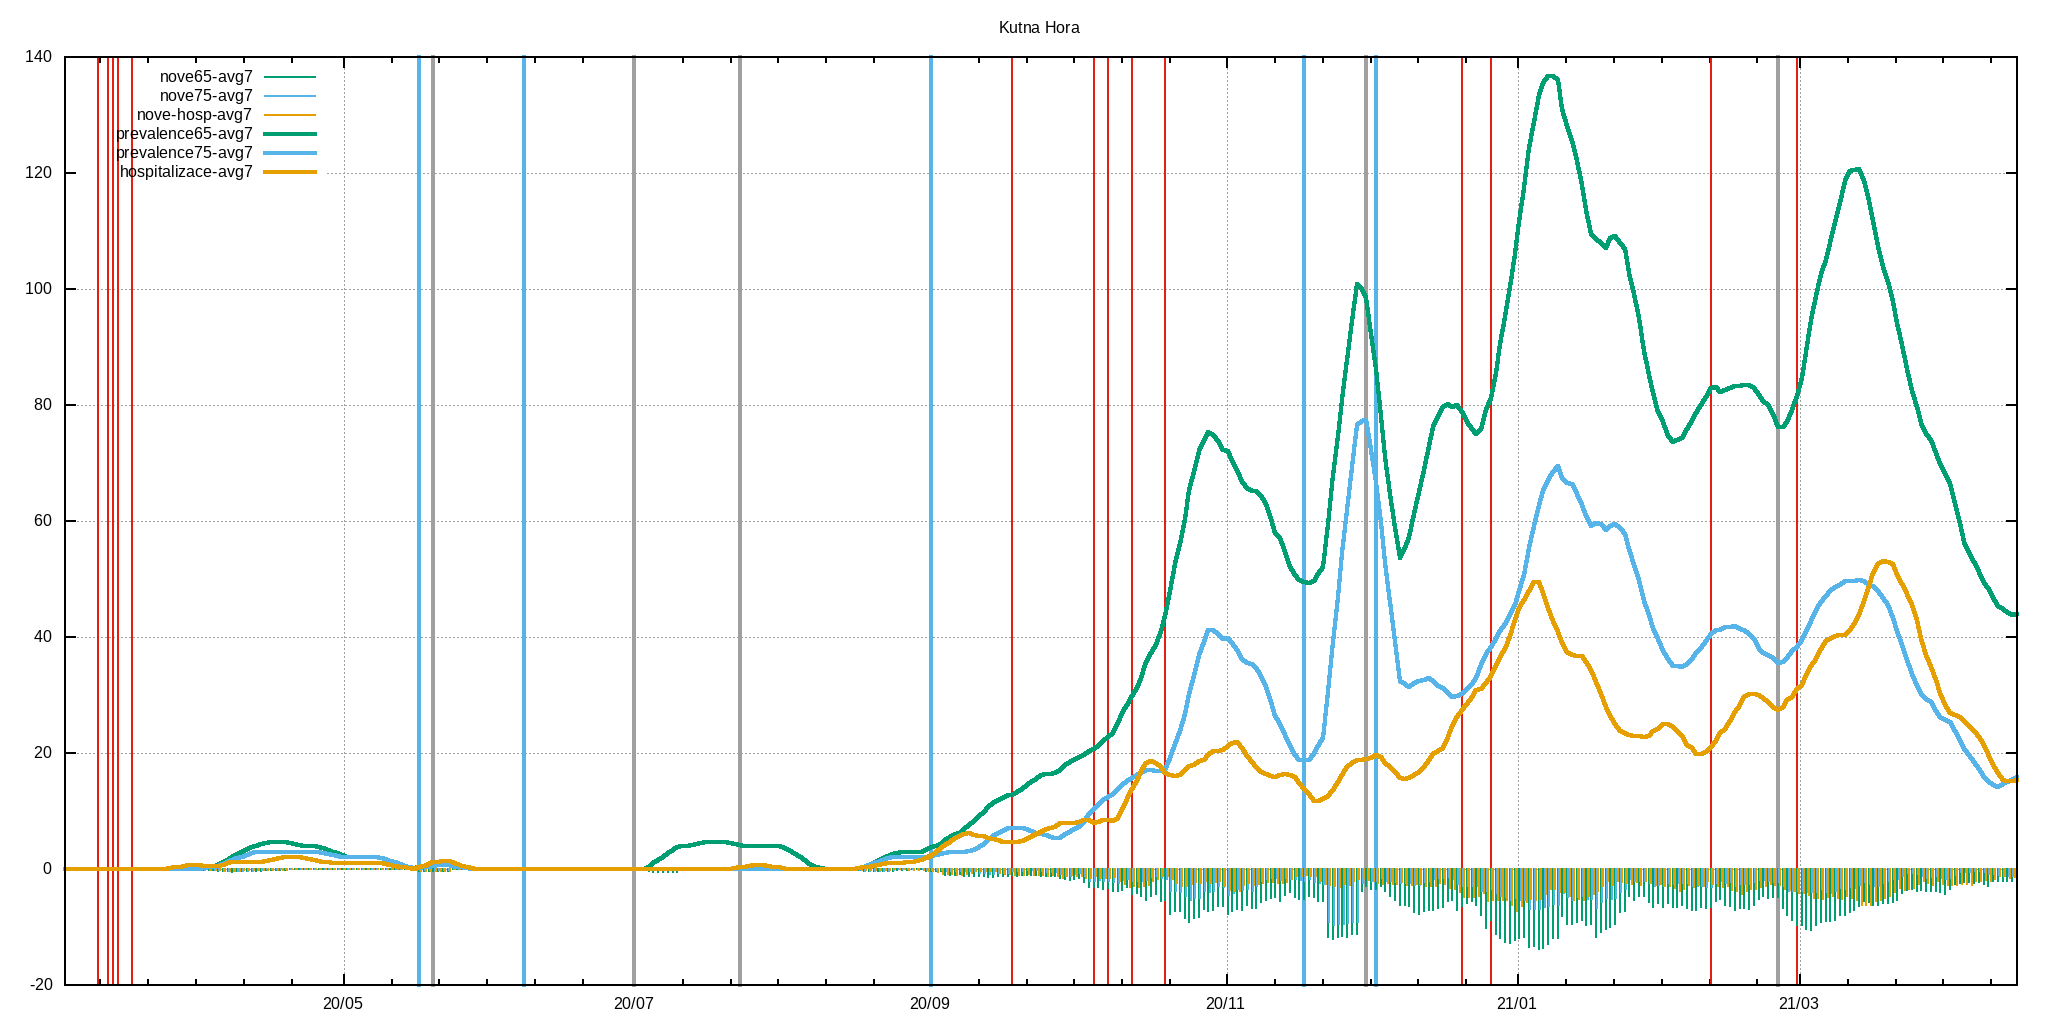 Kutna Hora
140
120
100
80
60
40
20
0
-20
nove65-avg7
nove75-avg7
nove-hosp-avg7
prevalence65-avg7
prevalence75-avg7
hospitalizace-avg7
20/05 20/07 20/09 20/11 21/01 21/03